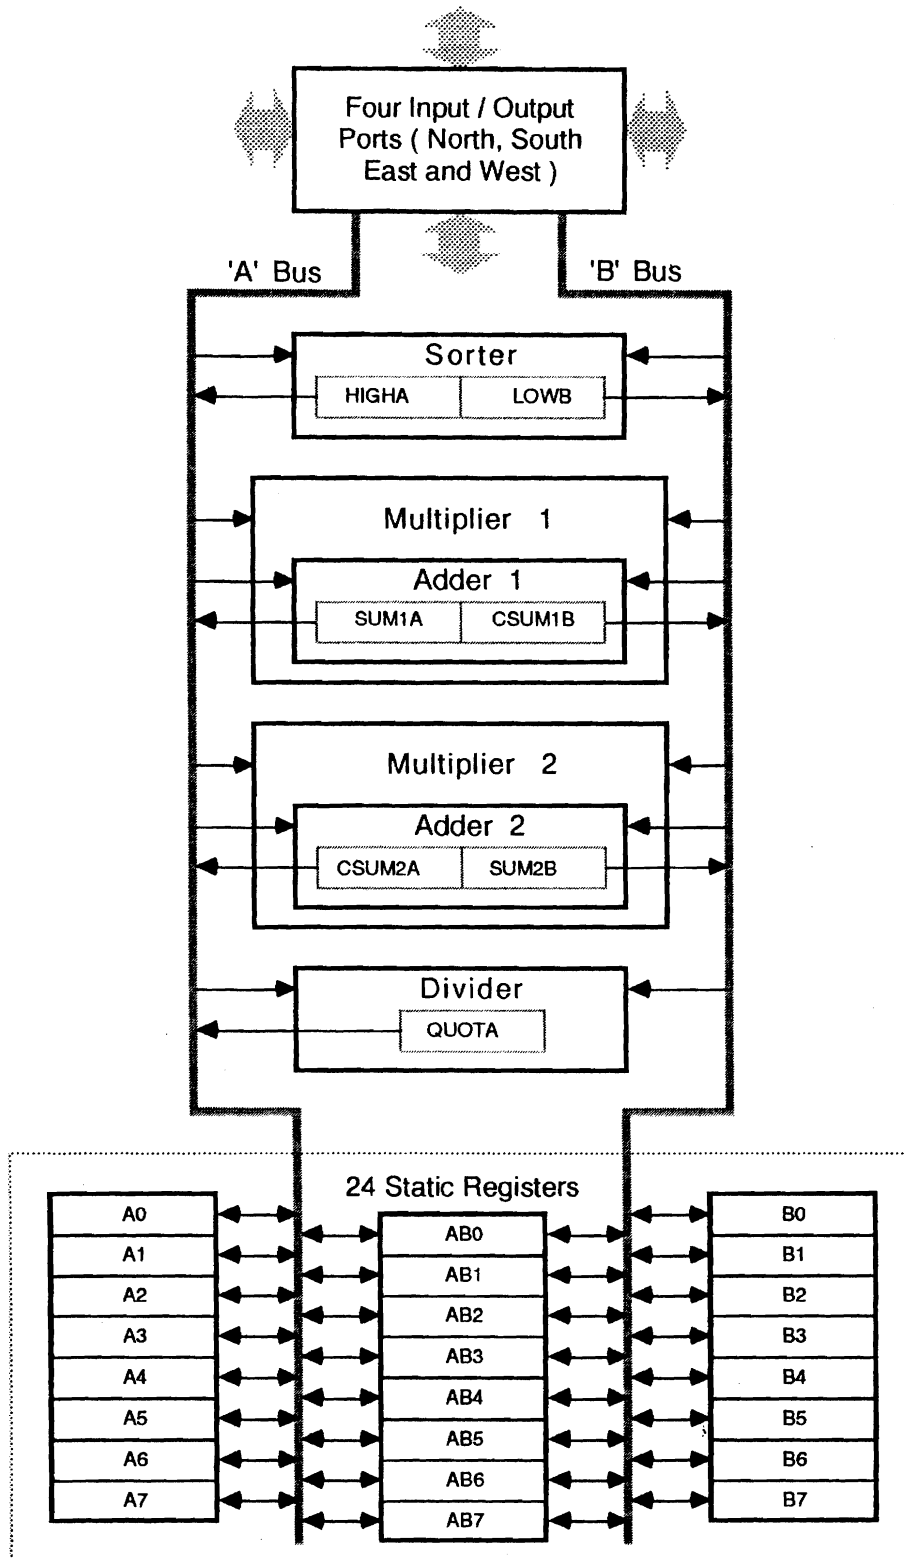 Four Input / Output
Ports ( North, South
East and West )
'A' Bus
'B' Bus
Sorter
HIGHA
LOWB
Multiplier 1
Adder 1
SUM1A
CSUM1B
Multiplier 2
Adder 2
CSUM2A
SUM2B
Divider
QUOTA
24 Static Registers
A0
A1
A2
A3
A4
A5
A6
A7
AB0
AB1
AB2
AB3
AB4
AB5
AB6
AB7
B0
B1
B2
B3
B4
B5
B6
B7